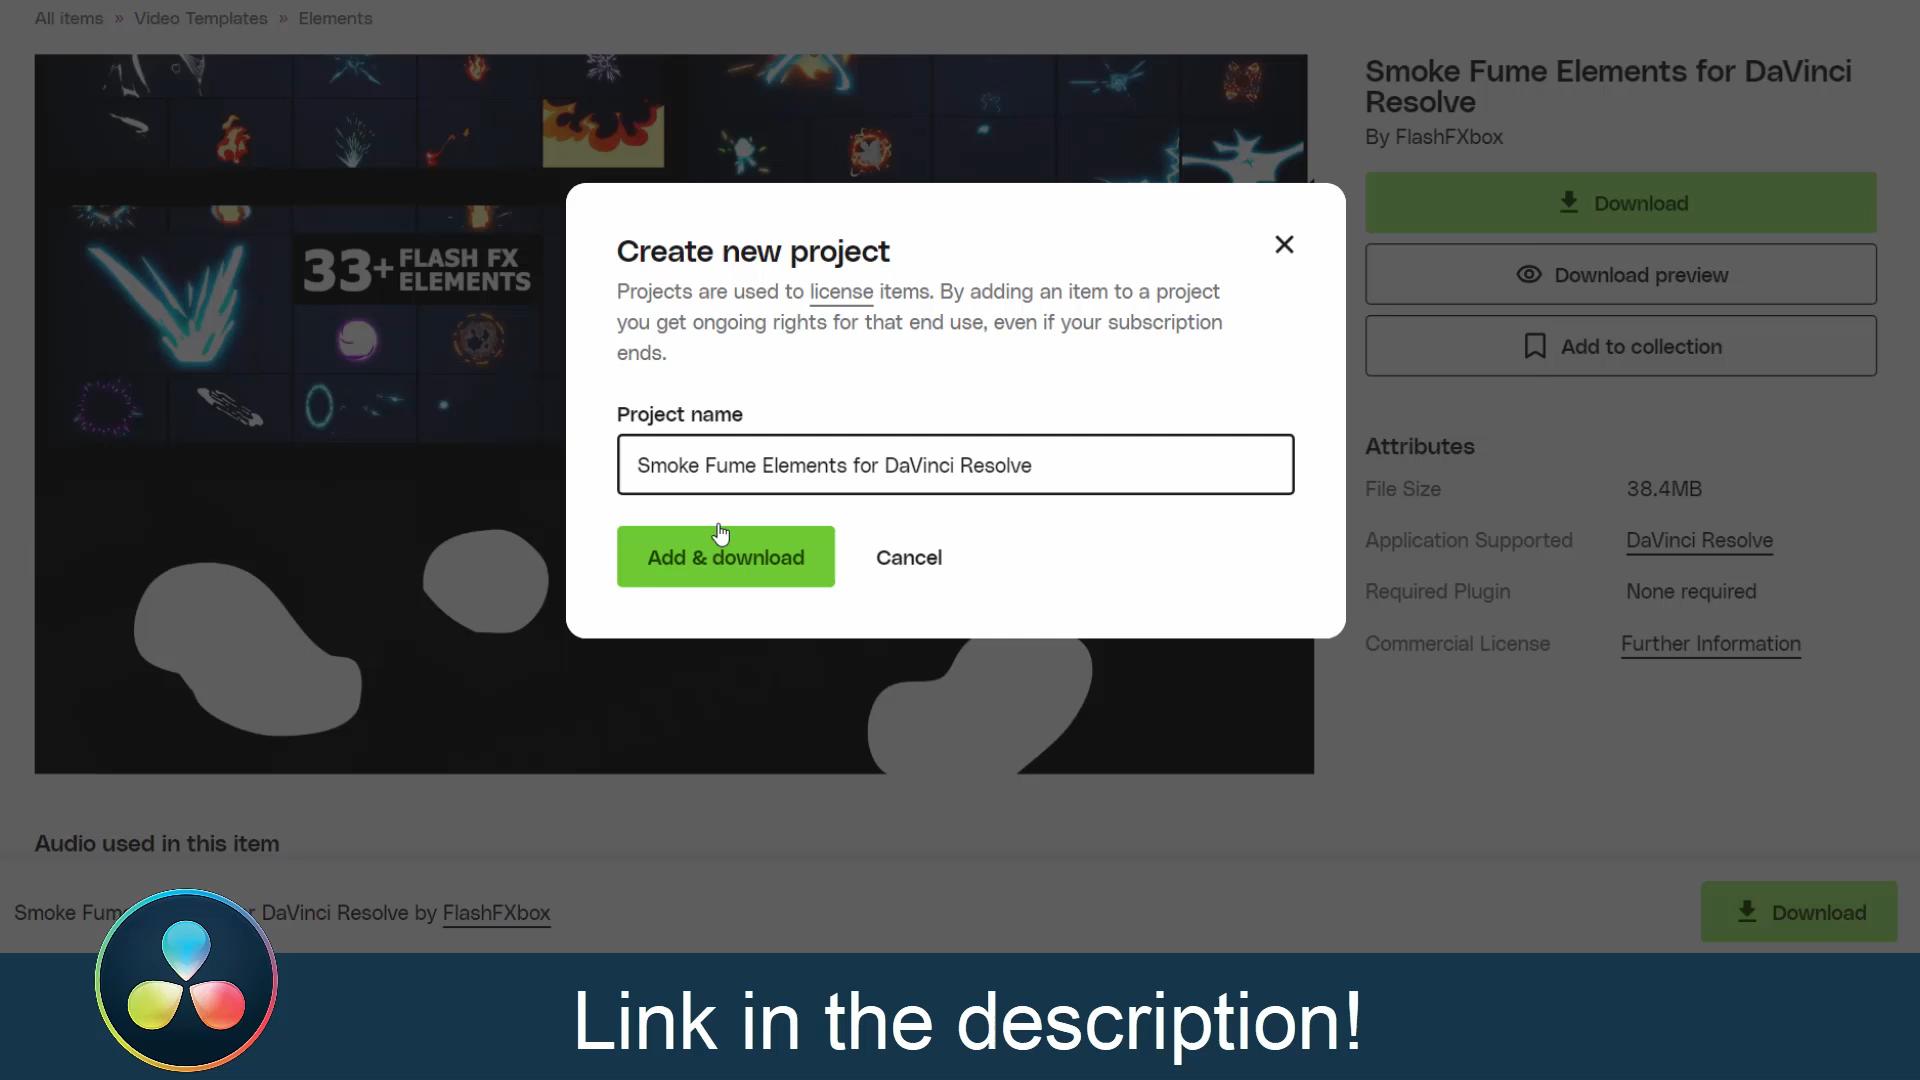 All items » Video Templates » Elements
Smoke Fume Elements for DaVinci
Resolve
By FlashFXbox
Download
Download preview
Add to collection
33+ FLASH FX
ELEMENTS
Create new project
Projects are used to license items. By adding an item to a project
you get ongoing rights for that end use, even if your subscription
ends.
Project name
Smoke Fume Elements for DaVinci Resolve
Add & download
Cancel
Attributes
File Size 38.4MB
Application Supported DaVinci Resolve
Required Plugin None required
Commercial License Further Information
Audio used in this item
Smoke DaVinci Resolve by FlashFXbox
Download
Link in the description!